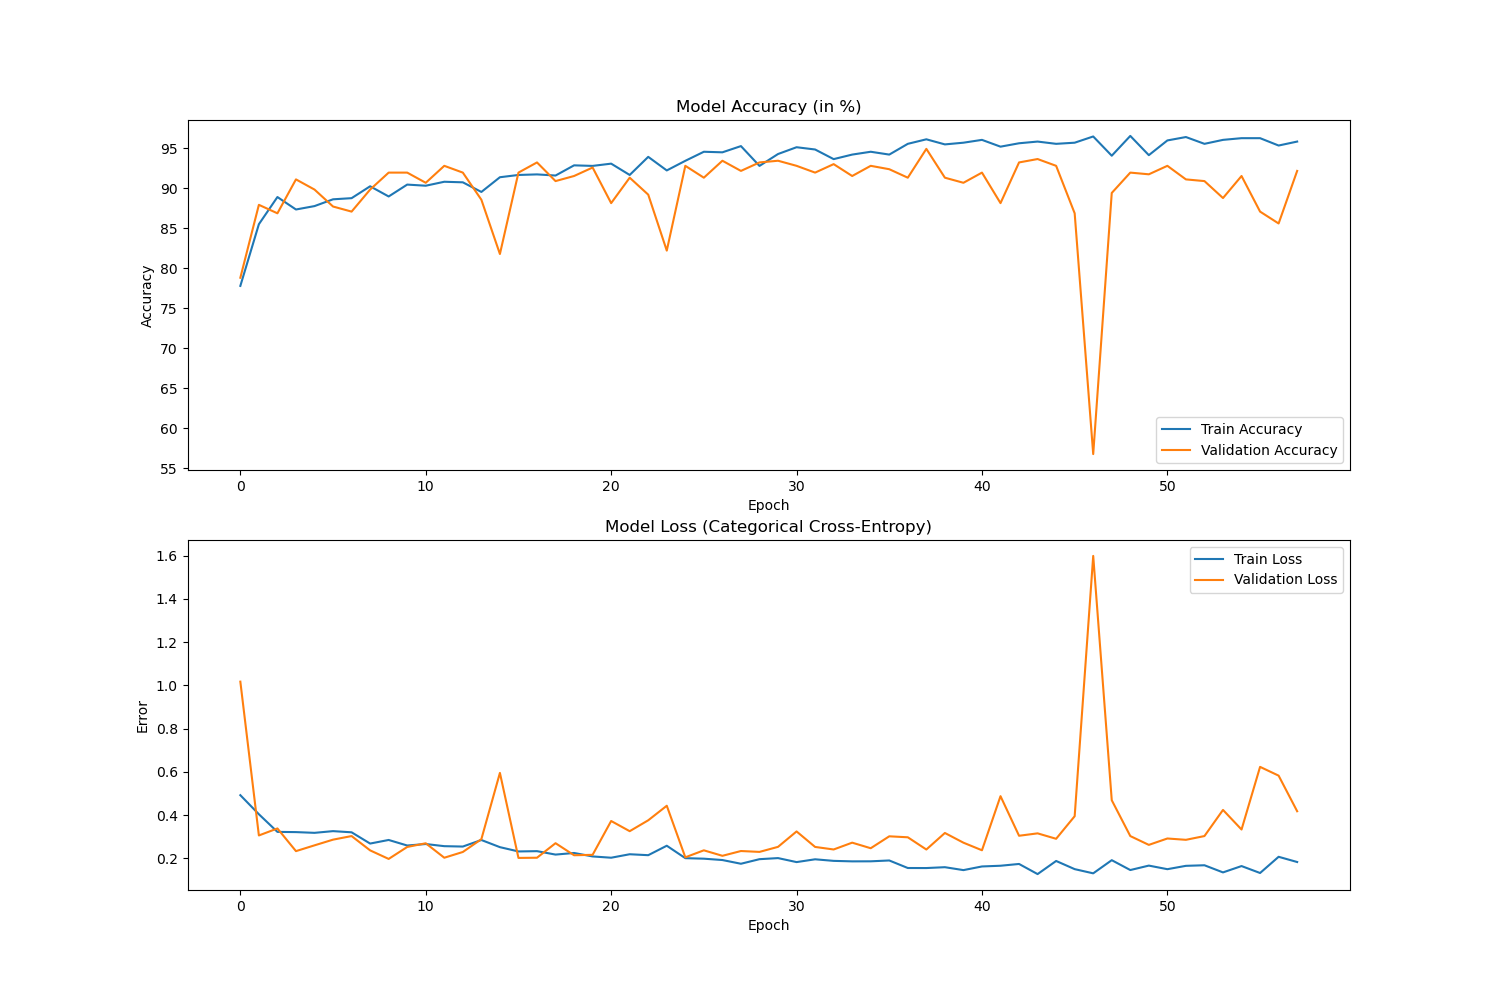 Model Accuracy (in %)
95
90
85
80
75
70
65
60
55
Accuracy
Train Accuracy
Validation Accuracy
0 10 20 30 40 50
Epoch
Model Loss (Categorical Cross-Entropy)
1.6
1.4
1.2
1.0
0.8
0.6
0.4
0.2
Error
Train Loss
Validation Loss
0 10 20 30 40 50
Epoch